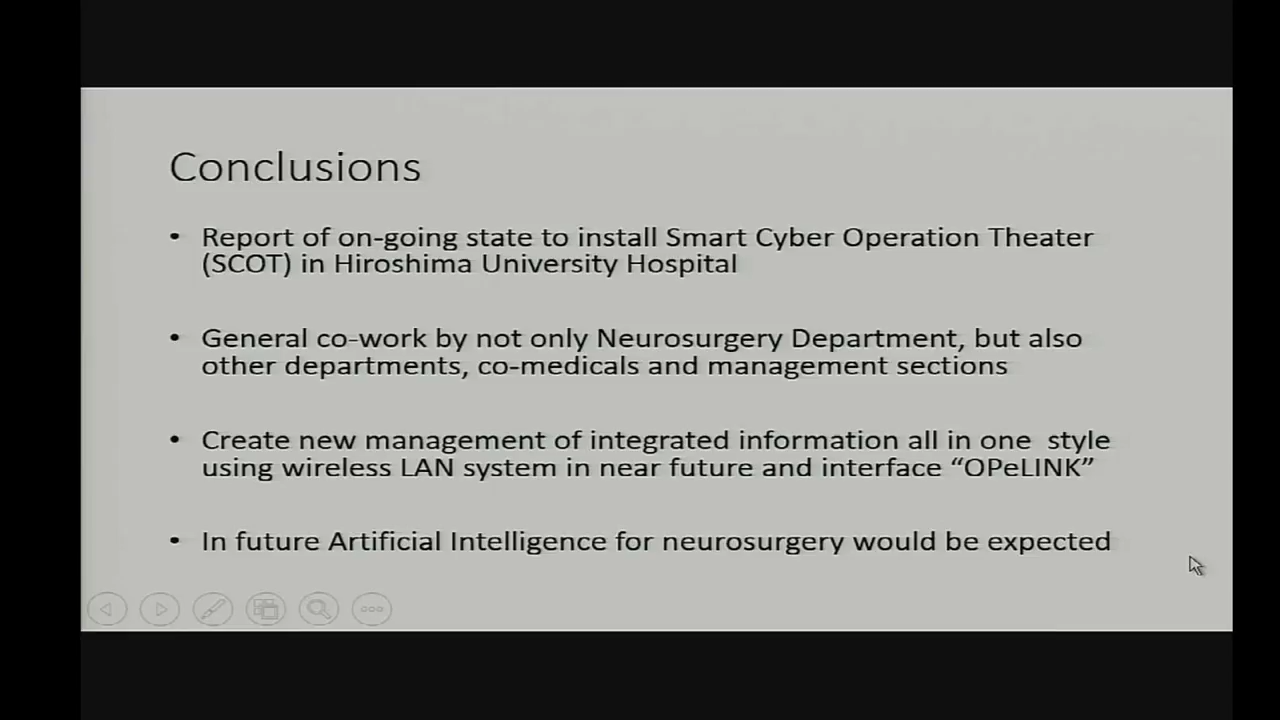 Conclusions
• Report of on-going state to install Smart Cyber Operation Theater
(SCOT) in Hiroshima University Hospital
• General co-work by not only Neurosurgery Department, but also
other departments, co-medicals and management sections
• Create new management of integrated information all in one  style
using wireless LAN system in near future and interface “OPeLINK”
• In future Artificial Intelligence for neurosurgery would be expected